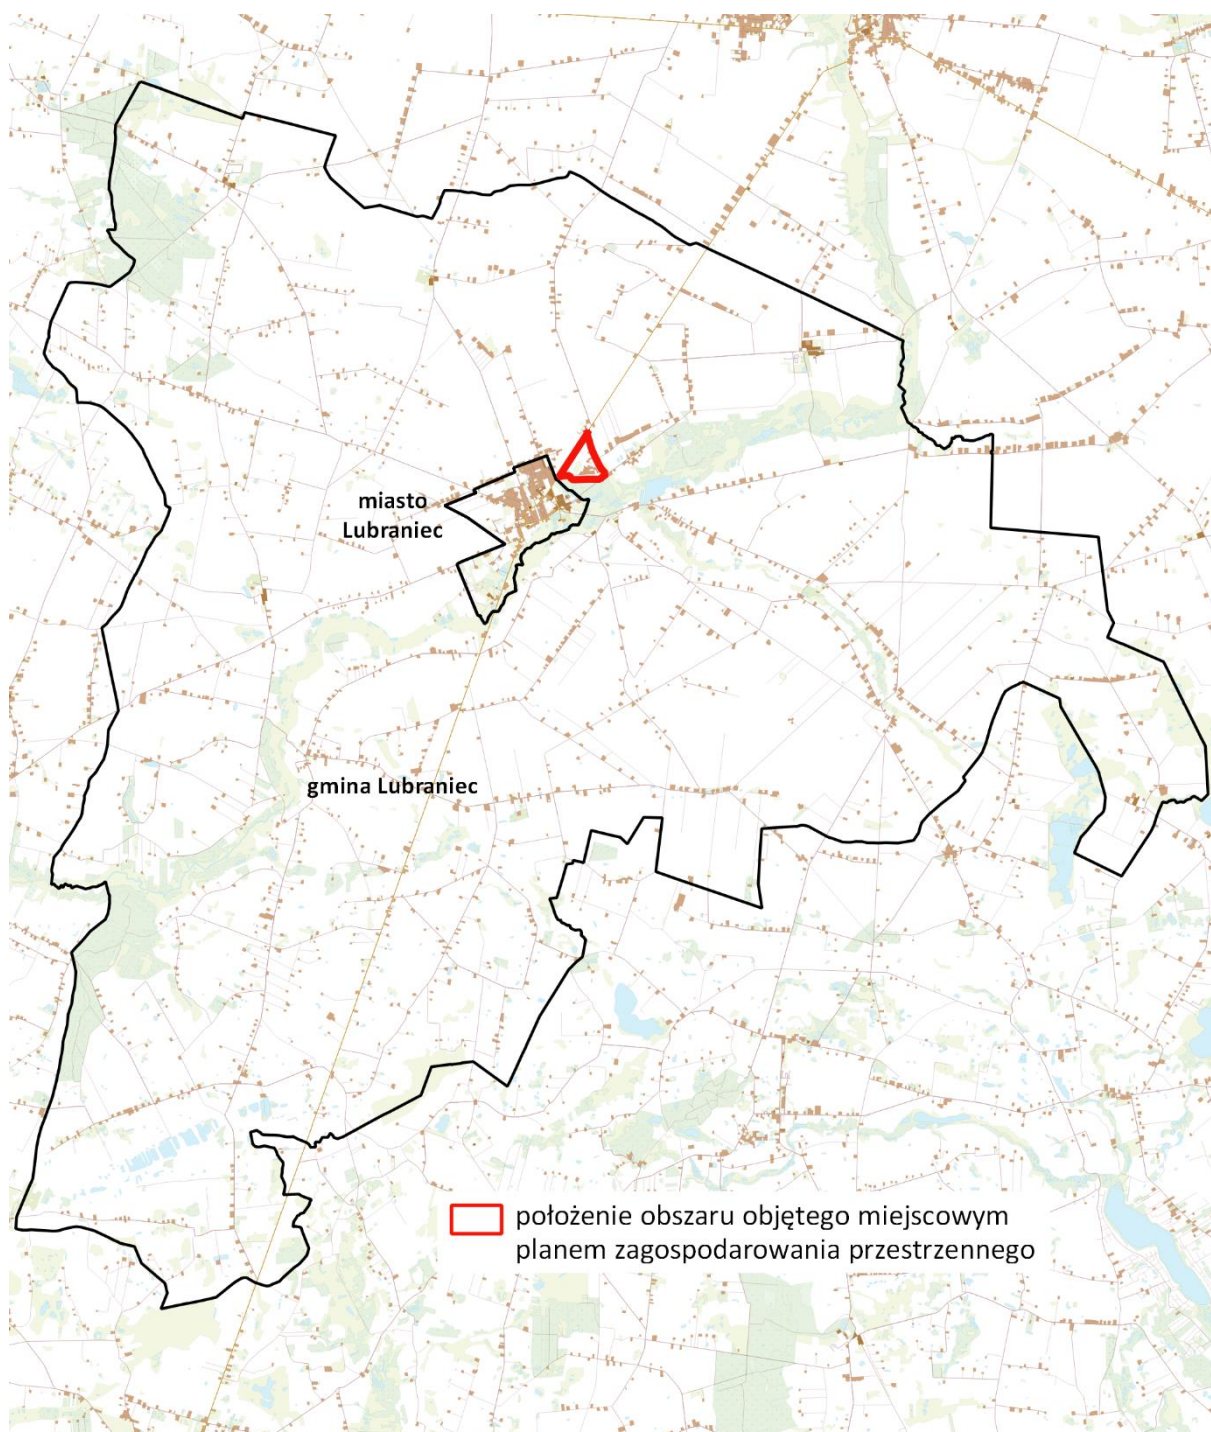 miasto
Lubraniec
gmina Lubraniec
położenie obszaru objętego miejscowym
planem zagospodarowania przestrzennego